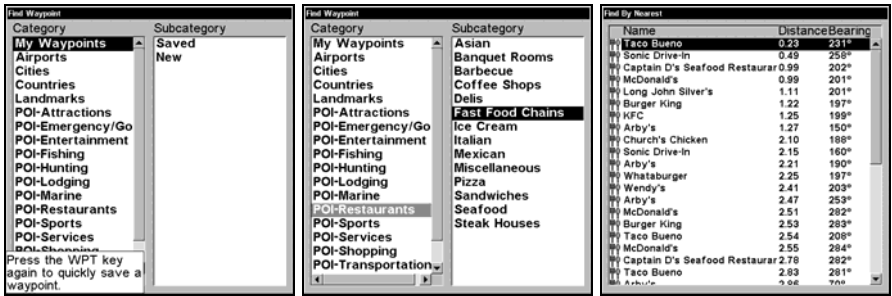 Find Waypoint
Category
Subcategory
My Waypoints
Airports
Cities
Countries
Landmarks
POI-Attractions
POI-Emergency/Go
POI-Entertainment
POI-Fishing
POI-Hunting
POI-Lodging
POI-Marine
POI-Restaurants
POI-Sports
POI-Services
POI-Shopping
Saved
New
Press the WPT key
again to quickly save a
waypoint.
Find Waypoint
Category
Subcategory
My Waypoints
Airports
Cities
Countries
Landmarks
POI-Attractions
POI-Emergency/Go
POI-Entertainment
POI-Fishing
POI-Hunting
POI-Lodging
POI-Marine
POI-Restaurants
POI-Sports
POI-Services
POI-Shopping
POI-Transportation
Asian
Banquet Rooms
Barbecue
Coffee Shops
Delis
Fast Food Chains
Ice Cream
Italian
Mexican
Miscellaneous
Pizza
Sandwiches
Seafood
Steak Houses
Find By Nearest
Name Distance Bearing
Taco Bueno 0.23 231°
Sonic Drive-In 0.49 258°
Captain D's Seafood Restaurar 0.99 202°
McDonald's 0.99 201°
Long John Silver's 1.11 201°
Burger King 1.22 197°
KFC 1.25 199°
Arby's 1.27 150°
Church's Chicken 2.10 188°
Sonic Drive-In 2.15 160°
Arby's 2.21 190°
Whataburger 2.25 197°
Wendy's 2.41 203°
Arby's 2.47 253°
McDonald's 2.51 282°
Burger King 2.53 283°
Taco Bueno 2.54 208°
McDonald's 2.55 284°
Captain D's Seafood Restaurar 2.78 282°
Taco Bueno 2.83 281°
Arby's 2.86 70°